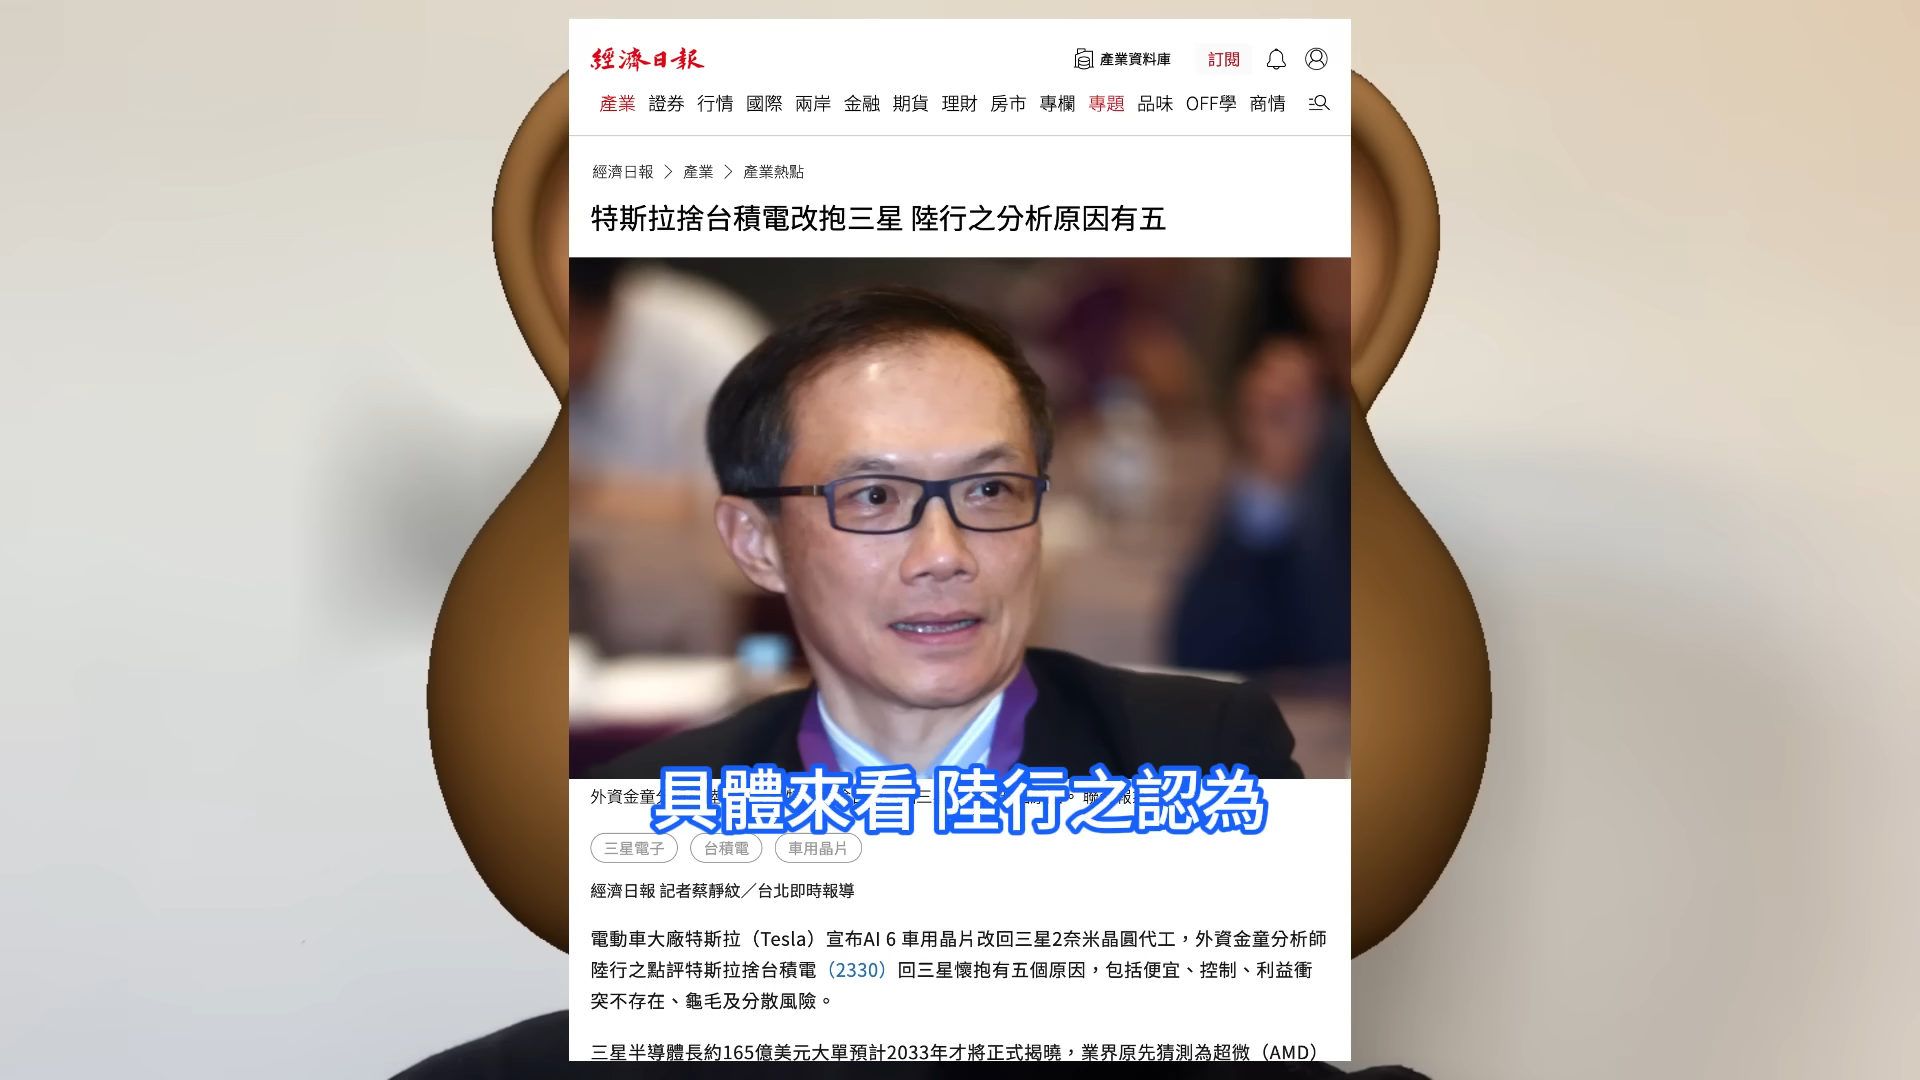 經濟日報
產業資料庫
訂閱
產業 證券 行情 國際 兩岸 金融 期貨 理財 房市 專欄 專題 品味 OFF學 商情
經濟日報 > 產業 > 產業熱點
特斯拉捨台積電改抱三星 陸行之分析原因有五
外資金童
具體來看 陸行之認為
三星電子 台積電 車用晶片
經濟日報 記者蔡靜紋／台北即時報導
電動車大廠特斯拉（Tesla）宣布AI 6 車用晶片改回三星2奈米晶圓代工，外資金童分析師
陸行之點評特斯拉捨台積電（2330）回三星懷抱有五個原因，包括便宜、控制、利益衝
突不存在、龜毛及分散風險。
三星半導體長約165億美元大單預計2033年才將正式揭曉，業界原先猜測為超微（AMD）